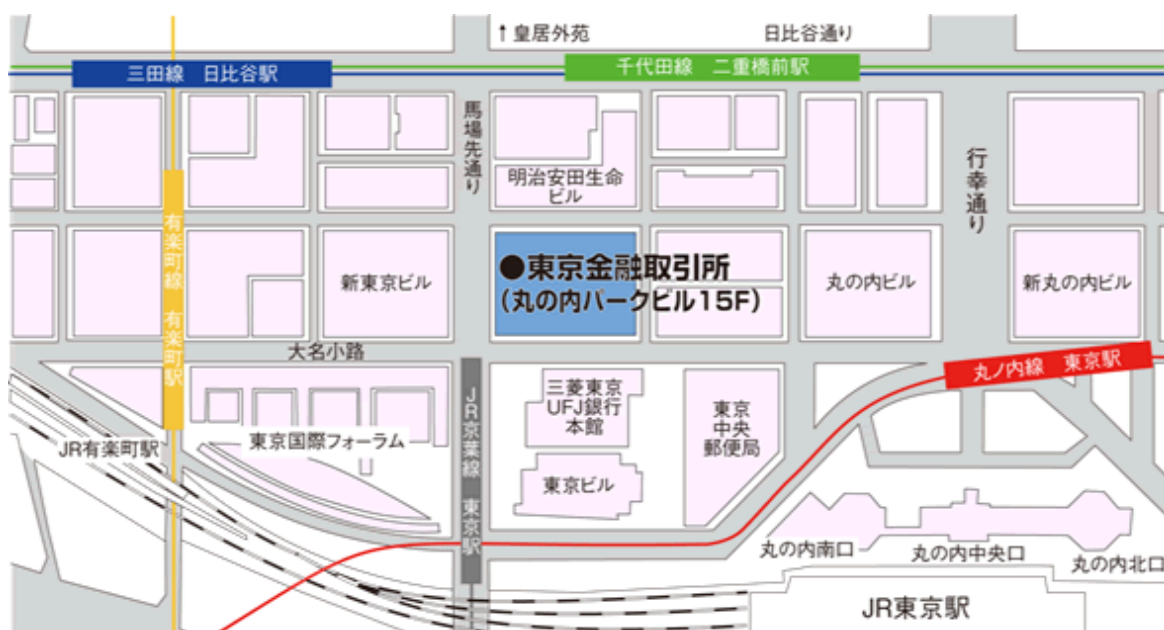 ↑皇居外苑
日比谷通り
三田線 日比谷駅
千代田線 二重橋前駅
馬場先通り
行幸通り
明治安田生命
ビル
有楽町線 有楽町駅
新東京ビル
●東京金融取引所
(丸の内パークビル15F)
丸の内ビル
新丸の内ビル
大名小路
丸ノ内線 東京駅
JR京葉線 東京駅
三菱東京
UFJ銀行
本館
東京
中央
郵便局
JR有楽町駅
東京国際フォーラム
東京ビル
丸の内南口
丸の内中央口
丸の内北口
JR東京駅